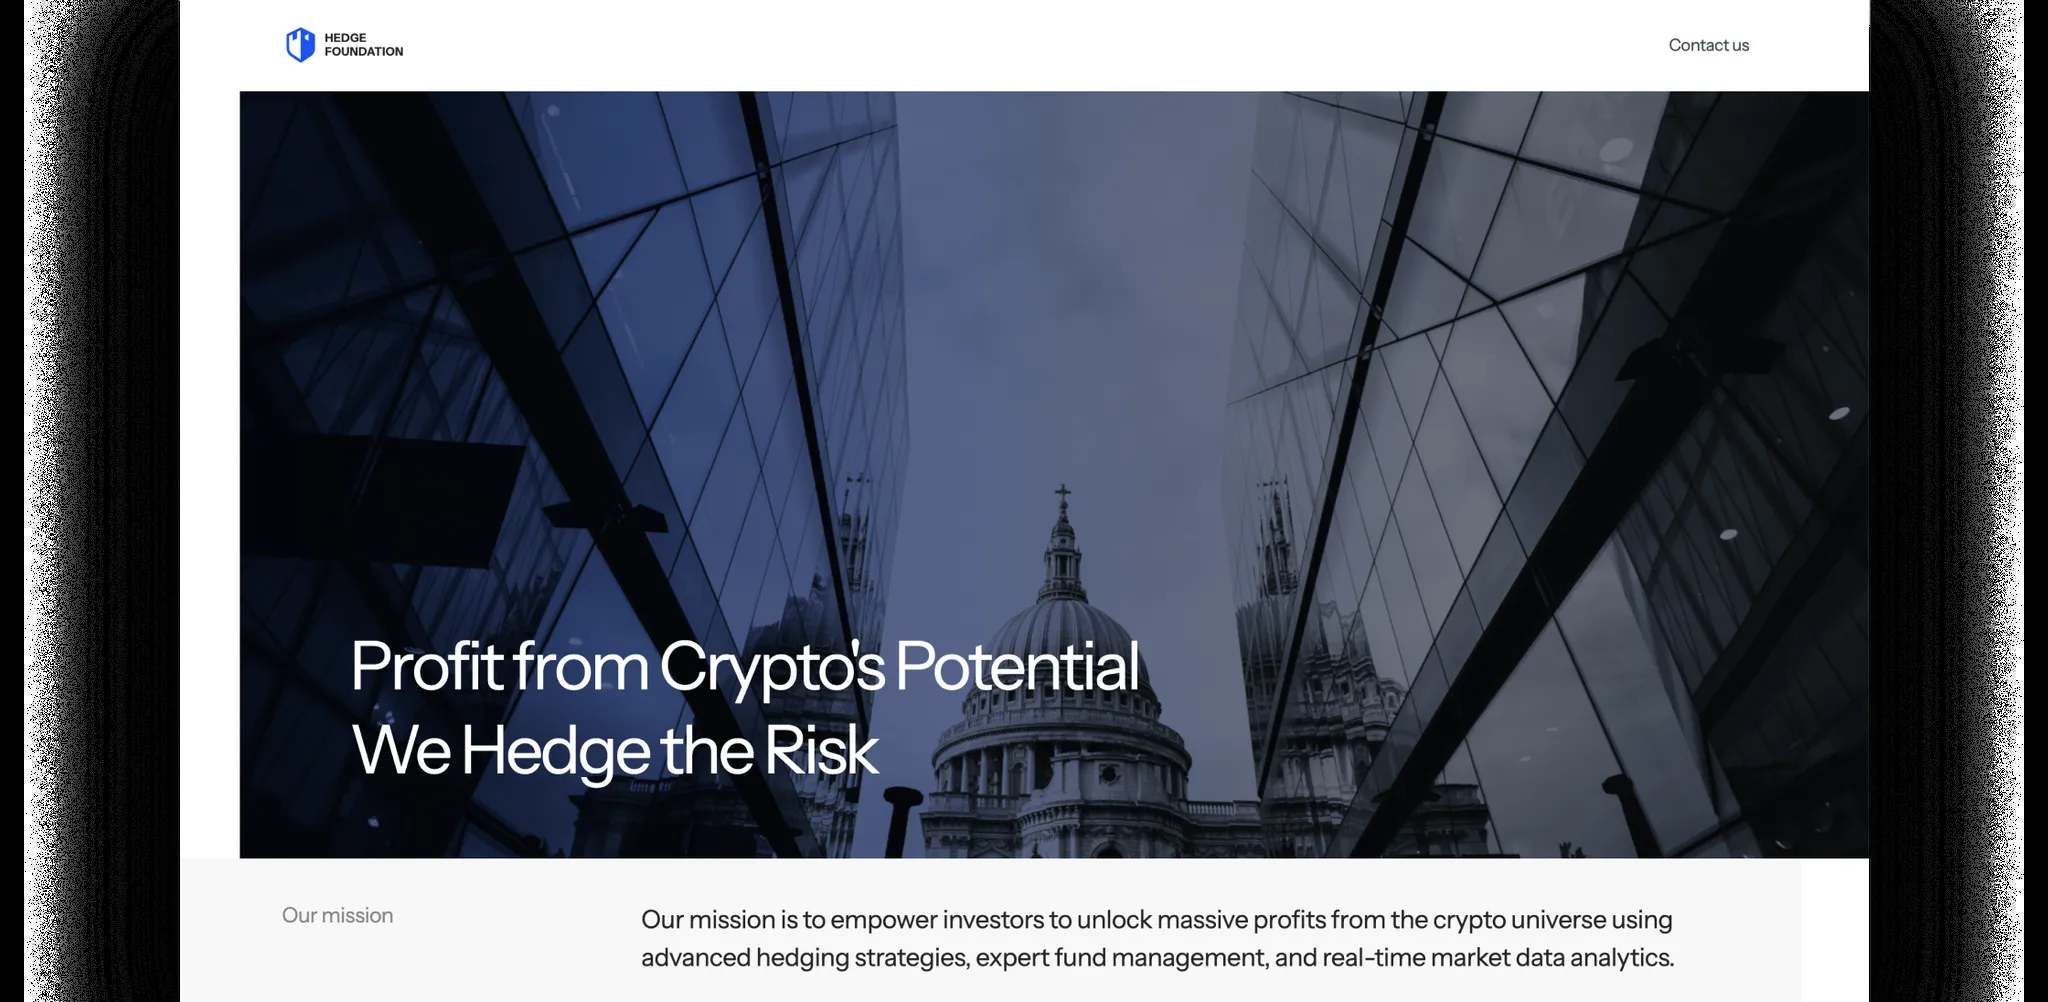 HEDGE
FOUNDATION
Contact us
Profit from Crypto's Potential
We Hedge the Risk
Our mission
Our mission is to empower investors to unlock massive profits from the crypto universe using
advanced hedging strategies, expert fund management, and real-time market data analytics.